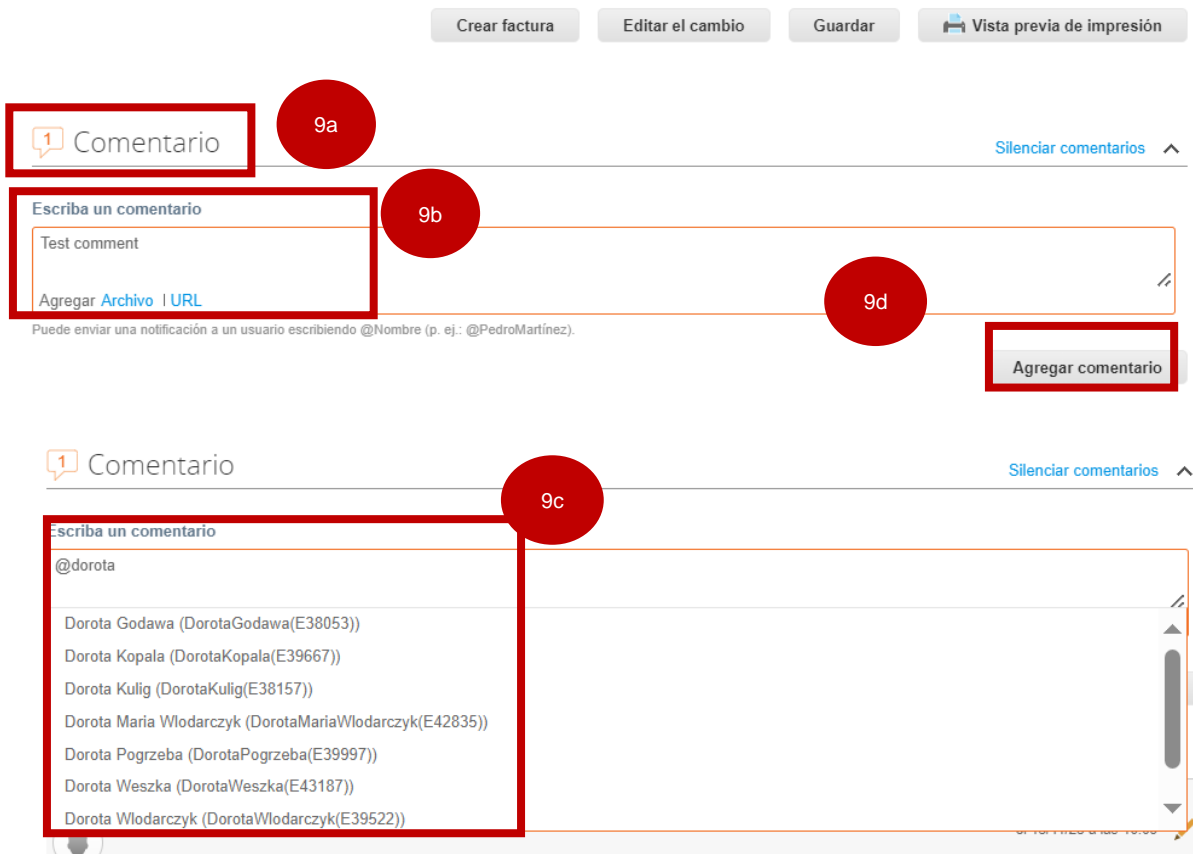 Crear factura Editar el cambio Guardar Vista previa de impresión
9a
1 Comentario
Silenciar comentarios
Escriba un comentario
9b
Test comment
9d
Agregar Archivo | URL
Puede enviar una notificación a un usuario escribiendo @Nombre (p. ej.: @PedroMartínez).
Agregar comentario
1 Comentario
Silenciar comentarios
9c
Escriba un comentario
@dorota
Dorota Godawa (DorotaGodawa(E38053))
Dorota Kopala (DorotaKopala(E39667))
Dorota Kulig (DorotaKulig(E38157))
Dorota Maria Wlodarczyk (DorotaMariaWlodarczyk(E42835))
Dorota Pogrzeba (DorotaPogrzeba(E39997))
Dorota Weszka (DorotaWeszka(E43187))
Dorota Wlodarczyk (DorotaWlodarczyk(E39522))